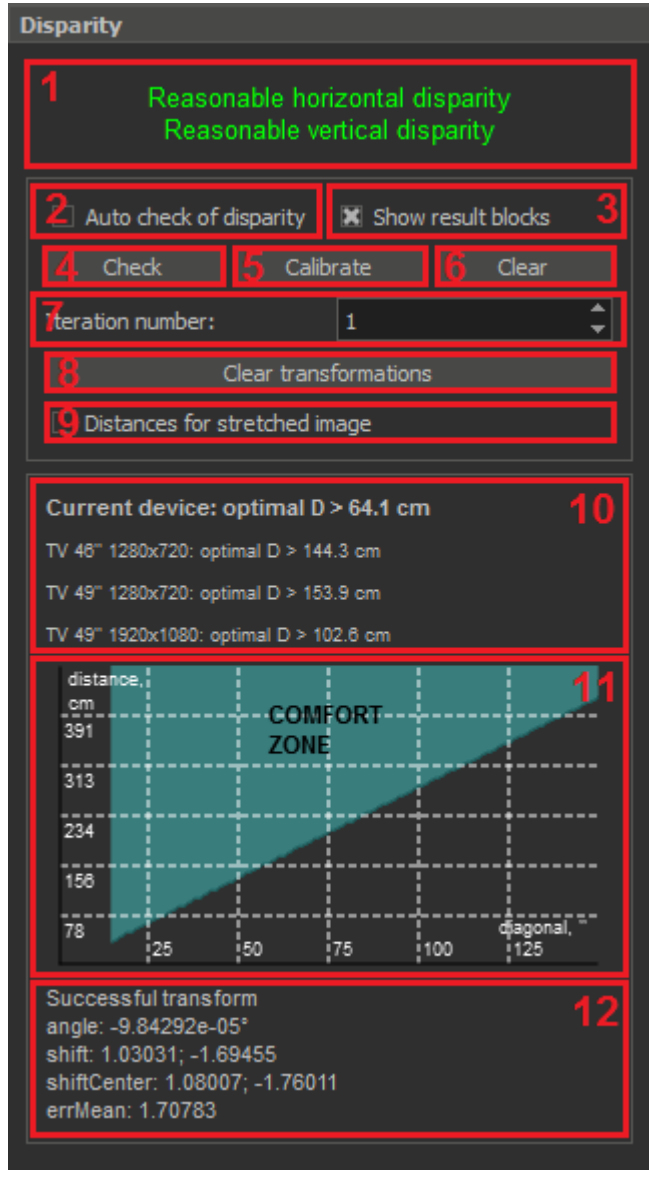 Disparity
1
Reasonable horizontal disparity
Reasonable vertical disparity
2 Auto check of disparity
Show result blocks 3
4 Check
5 Calibrate
6 Clear
7 Iteration number: 1
8 Clear transformations
9 Distances for stretched image
Current device: optimal D > 64.1 cm 10
TV 46" 1280x720: optimal D > 144.3 cm
TV 49" 1280x720: optimal D > 153.9 cm
TV 49" 1920x1080: optimal D > 102.6 cm
distance, 11
cm
COMFORT
391
ZONE
313
234
156
78
diagonal, "
25 50 75 100 125
Successful transform 12
angle: -9.84292e-05°
shift: 1.03031; -1.69455
shiftCenter: 1.08007; -1.76011
errMean: 1.70783